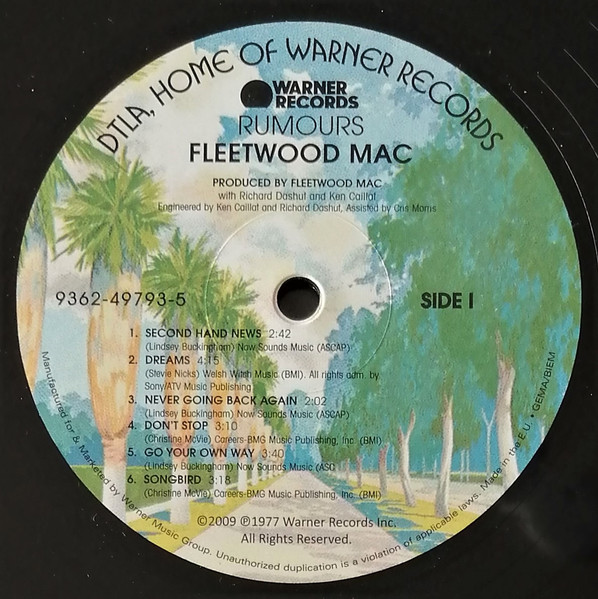 DTLA, HOME OF WARNER RECORDS
WARNER
RECORDS
RUMOURS
FLEETWOOD MAC
PRODUCED BY FLEETWOOD MAC
with Richard Dashut and Ken Caillat
Engineered by Ken Caillat and Richard Dashut, Assisted by Cris Morris
9362-49793-5
SIDE 1
1. SECOND HAND NEWS 2:42
(Lindsey Buckingham) Now Sounds Music (ASCAP)
2. DREAMS 4:15
(Stevie Nicks) Welsh Witch Music (BMI). All rights adm. by
Sony/ATV Music Publishing
3. NEVER GOING BACK AGAIN 2:02
(Lindsey Buckingham) Now Sounds Music (ASCAP)
4. DON'T STOP 3:10
(Christine McVie) Careers-BMG Music Publishing, Inc. (BMI)
5. GO YOUR OWN WAY 3:40
(Lindsey Buckingham) Now Sounds Music (ASC
6. SONGBIRD 3:18
(Christine McVie) Careers-BMG Music Publishing, Inc. (BMI)
©2009 ℗1977 Warner Records Inc.
All Rights Reserved.
Manufactured for & Marketed by Warner Music Group. Unauthorized duplication is a violation of applicable laws. Made in the E.U. • GEMA/BIEM